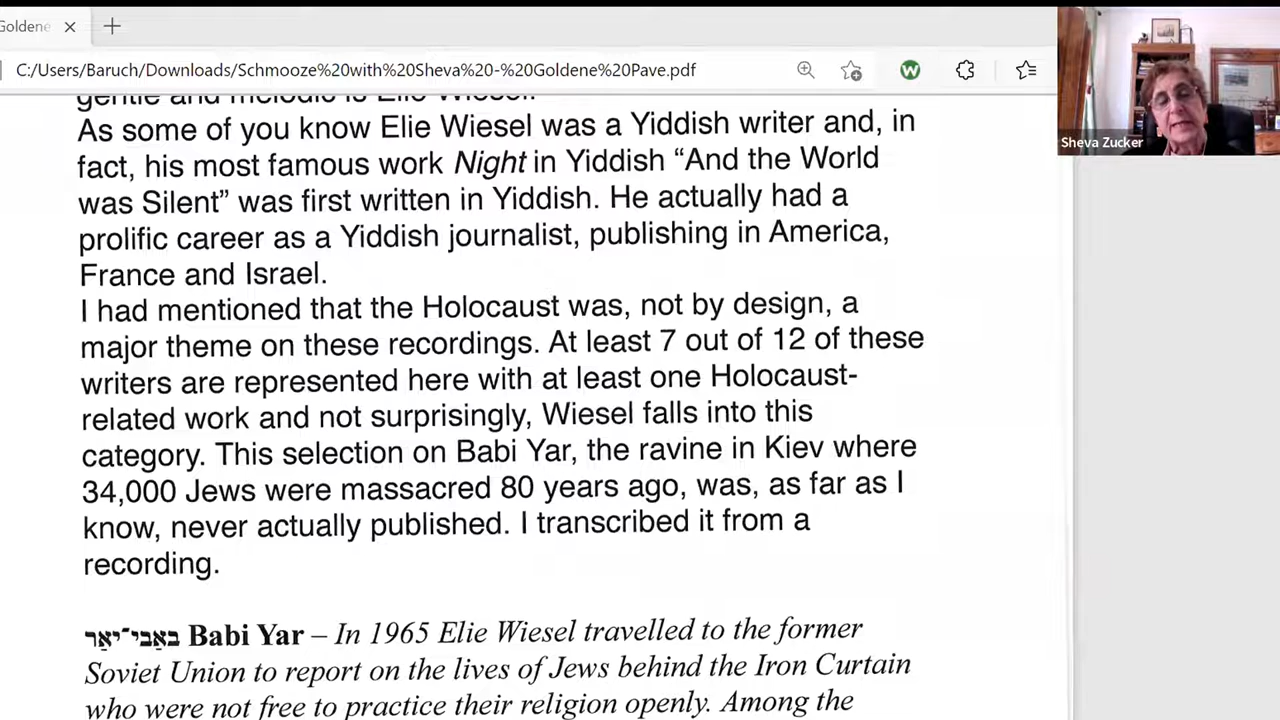 Goldene
C:/Users/Baruch/Downloads/Schmooze%20with%20Sheva%20-%20Goldene%20Pave.pdf
W
Sheva Zucker
gentle and melodic is Elie Wiesel.
As some of you know Elie Wiesel was a Yiddish writer and, in
fact, his most famous work Night in Yiddish “And the World
was Silent” was first written in Yiddish. He actually had a
prolific career as a Yiddish journalist, publishing in America,
France and Israel.
I had mentioned that the Holocaust was, not by design, a
major theme on these recordings. At least 7 out of 12 of these
writers are represented here with at least one Holocaust-
related work and not surprisingly, Wiesel falls into this
category. This selection on Babi Yar, the ravine in Kiev where
34,000 Jews were massacred 80 years ago, was, as far as I
know, never actually published. I transcribed it from a
recording.
באַבי־יאַר Babi Yar – In 1965 Elie Wiesel travelled to the former
Soviet Union to report on the lives of Jews behind the Iron Curtain
who were not free to practice their religion openly. Among the